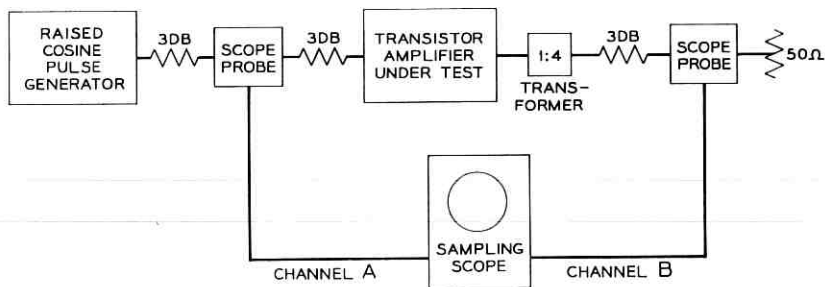 RAISED
COSINE
PULSE
GENERATOR
3DB
SCOPE
PROBE
3DB
TRANSISTOR
AMPLIFIER
UNDER TEST
1:4
TRANS-
FORMER
3DB
SCOPE
PROBE
50Ω
SAMPLING
SCOPE
CHANNEL A
CHANNEL B